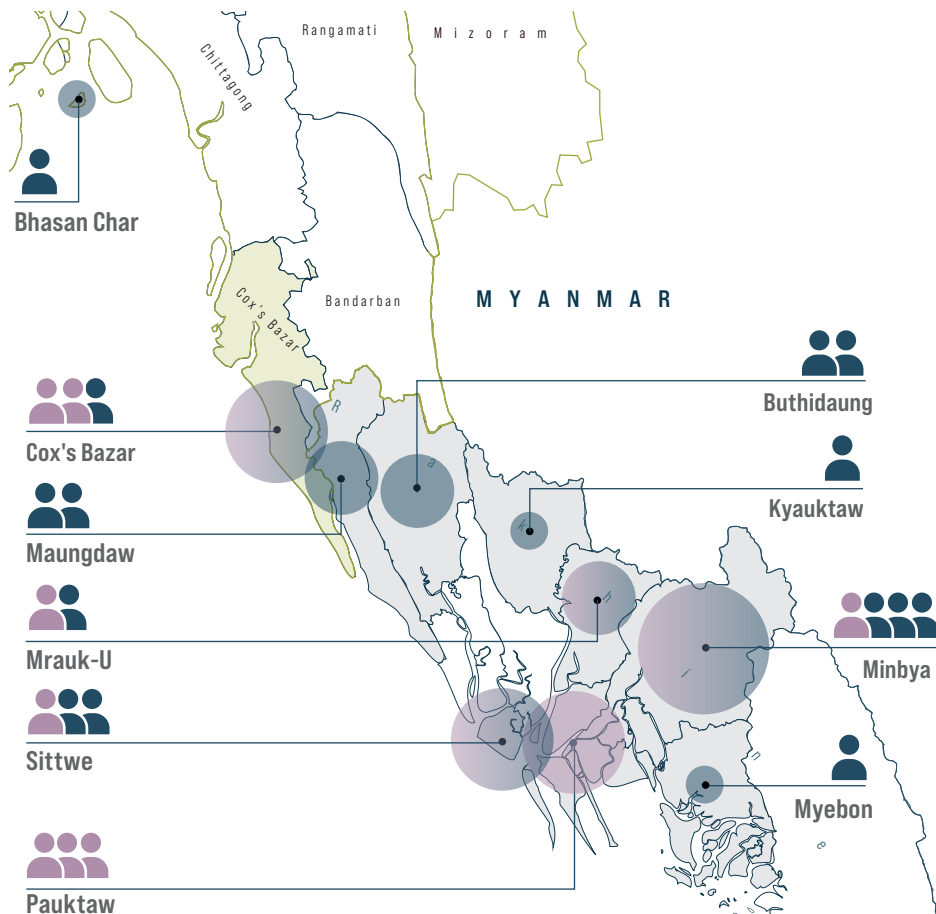 Rangamati
Mizoram
Chittagong
Bhasan Char
Cox's Bazar
Bandarban
MYANMAR
Buthidaung
Cox's Bazar
Kyauktaw
Maungdaw
Mrauk-U
Minbya
Sittwe
Myebon
Pauktaw
R
a
k
h
i
n
e